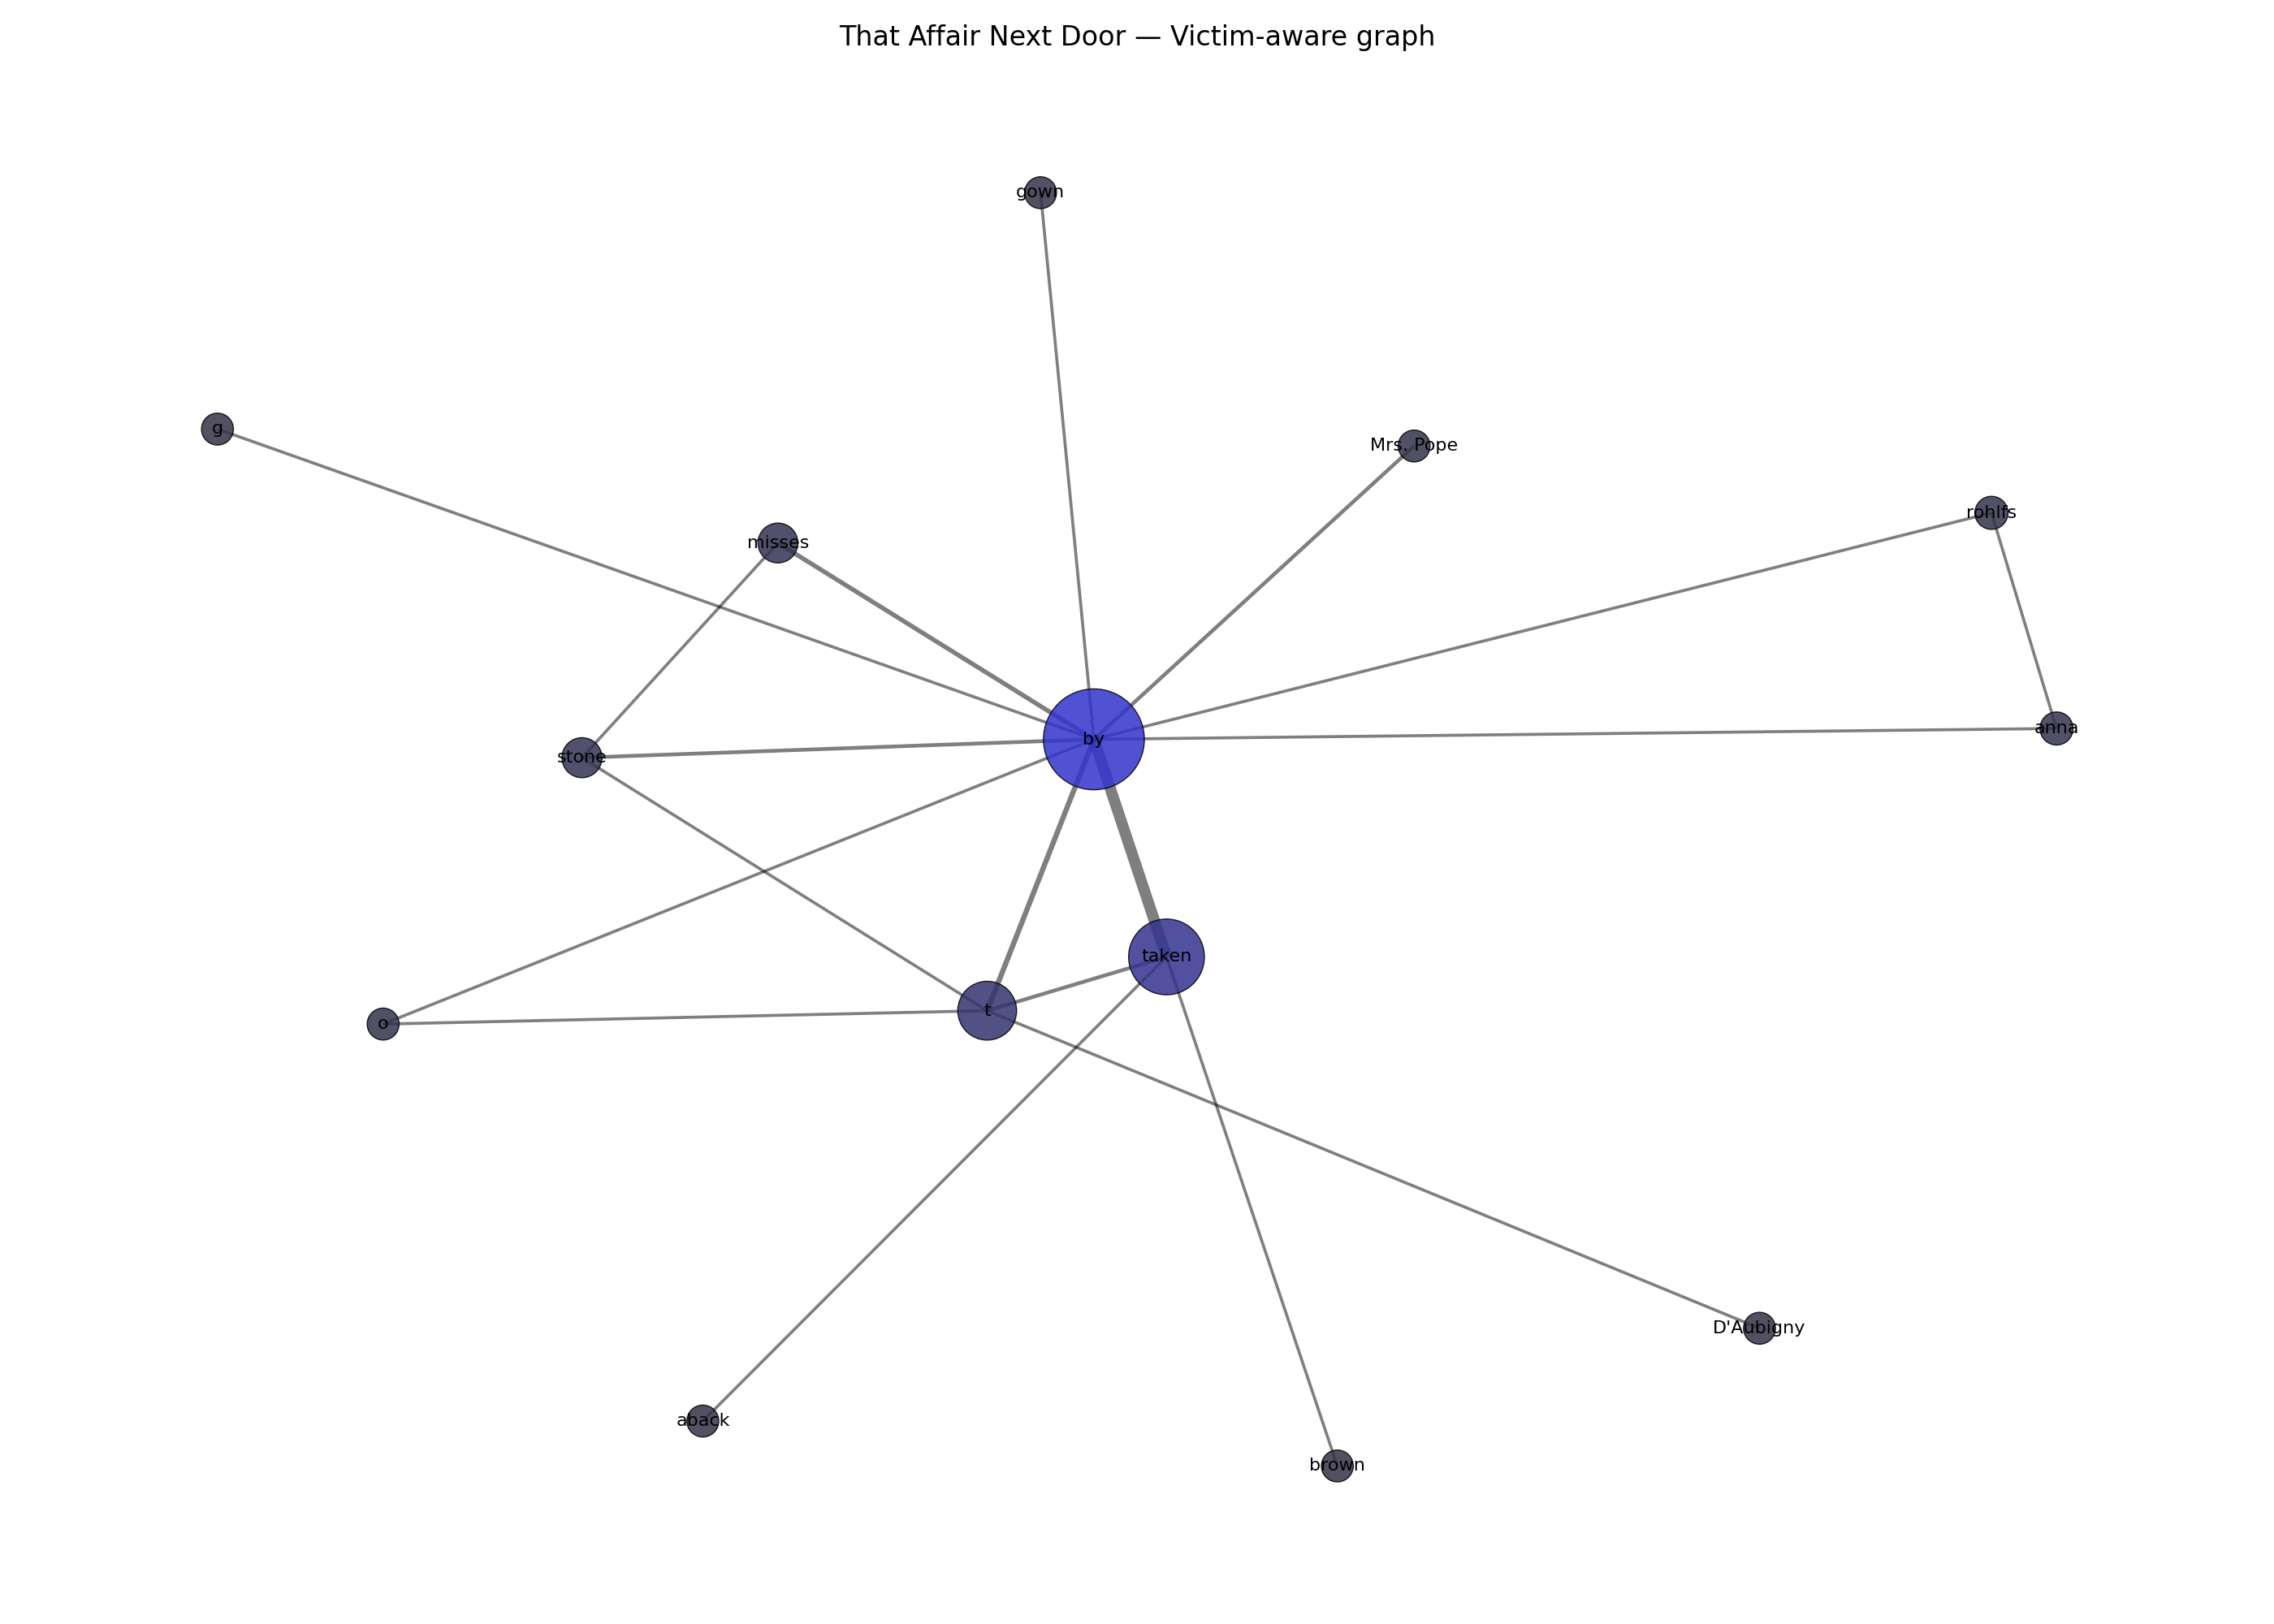 That Affair Next Door — Victim-aware graph
gown
g
Mrs. Pope
rohlfs
misses
anna
by
stone
taken
t
o
D'Aubigny
aback
brown